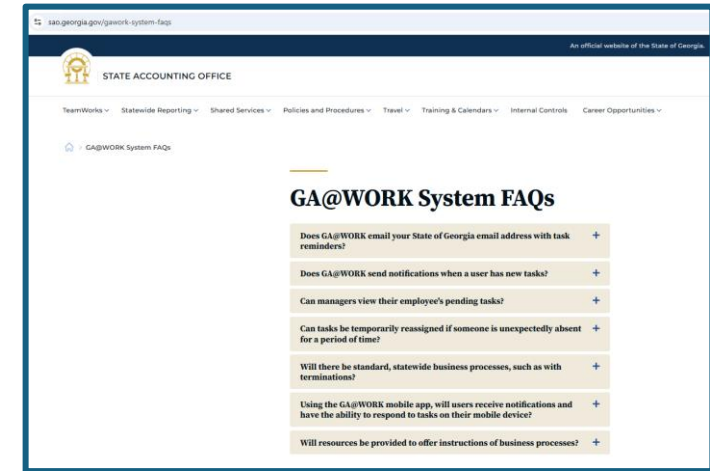 sao.georgia.gov/gawork-system-faqs
An official website of the State of Georgia.
STATE ACCOUNTING OFFICE
TeamWorks Statewide Reporting Shared Services Policies and Procedures Travel Training & Calendars Internal Controls Career Opportunities
GA@WORK System FAQs
GA@WORK System FAQs
Does GA@WORK email your State of Georgia email address with task
reminders?
Does GA@WORK send notifications when a user has new tasks?
Can managers view their employee's pending tasks?
Can tasks be temporarily reassigned if someone is unexpectedly absent
for a period of time?
Will there be standard, statewide business processes, such as with
terminations?
Using the GA@WORK mobile app, will users receive notifications and
have the ability to respond to tasks on their mobile device?
Will resources be provided to offer instructions of business processes?